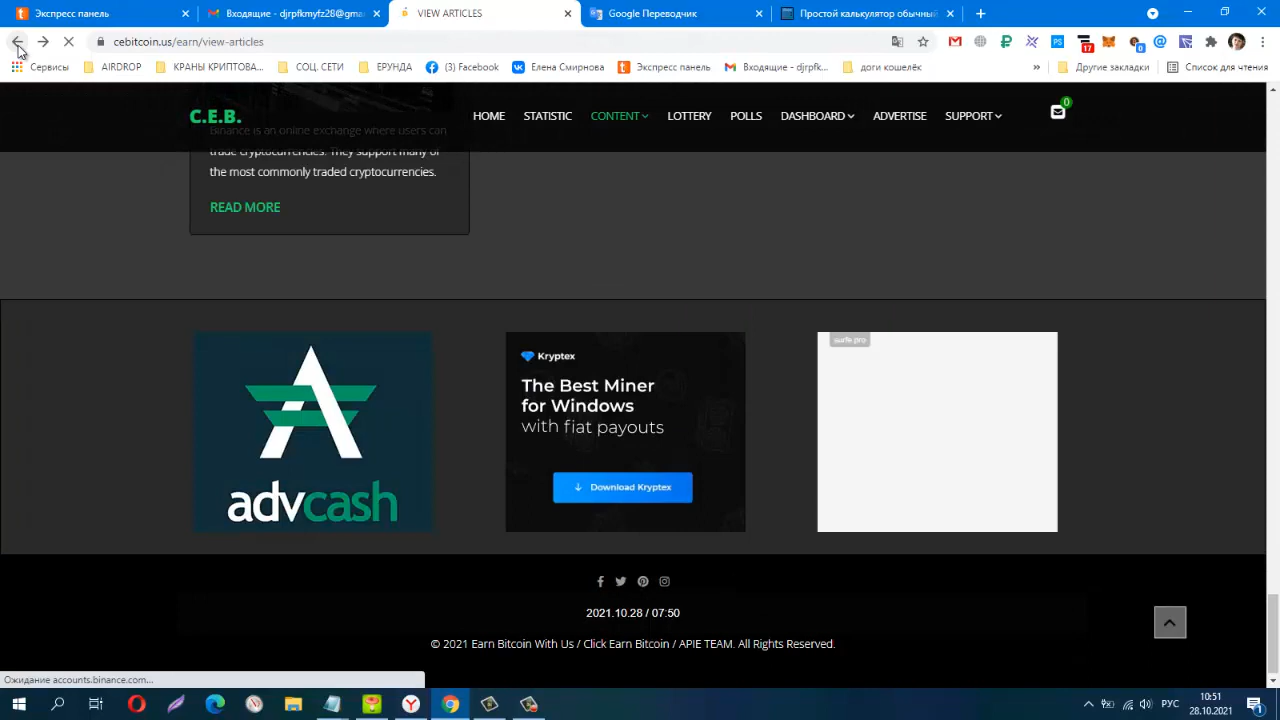 Экспресс панель
Входящие - djrpfkmyfz28@gma
VIEW ARTICLES
Google Переводчик
Простой калькулятор обычный
cebitcoin.us/earn/view-articles
17
0
Сервисы
AIRDROP
КРАНЫ КРИПТОВА...
СОЦ. СЕТИ
ЕРУНДА
(3) Facebook
Елена Смирнова
Экспресс панель
Входящие - djrpfk...
доги кошелёк
»
Другие закладки
Список для чтения
C.E.B.
HOME
STATISTIC
CONTENT
LOTTERY
POLLS
DASHBOARD
ADVERTISE
SUPPORT
0
Binance is an online exchange where users can
trade cryptocurrencies. They support many of
the most commonly traded cryptocurrencies.
READ MORE
advcash
Kryptex
The Best Miner
for Windows
with fiat payouts
Download Kryptex
surfe.pro
2021.10.28 / 07:50
© 2021 Earn Bitcoin With Us / Click Earn Bitcoin / APIE TEAM. All Rights Reserved.
Ожидание accounts.binance.com...
РУС
10:51
28.10.2021